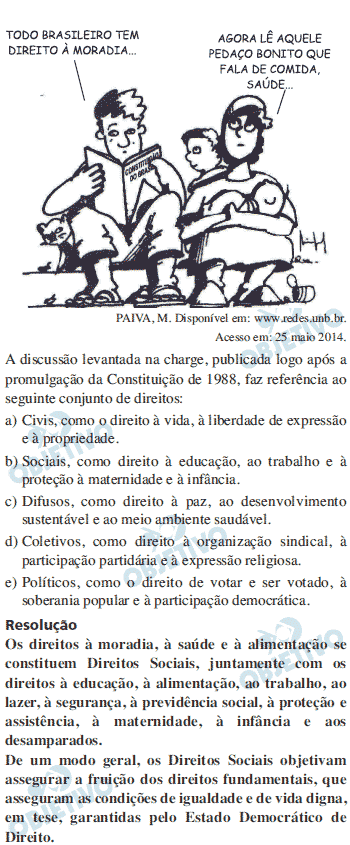 TODO BRASILEIRO TEM
DIREITO À MORADIA...
AGORA LÊ AQUELE
PEDAÇO BONITO QUE
FALA DE COMIDA,
SAÚDE...
CONSTITUIÇÃO
DO BRASIL
PAIVA, M. Disponível em: www.redes.unb.br.
Acesso em: 25 maio 2014.
A discussão levantada na charge, publicada logo após a
promulgação da Constituição de 1988, faz referência ao
seguinte conjunto de direitos:
a) Civis, como o direito à vida, à liberdade de expressão
e à propriedade.
b) Sociais, como direito à educação, ao trabalho e à
proteção à maternidade e à infância.
c) Difusos, como direito à paz, ao desenvolvimento
sustentável e ao meio ambiente saudável.
d) Coletivos, como direito à organização sindical, à
participação partidária e à expressão religiosa.
e) Políticos, como o direito de votar e ser votado, à
soberania popular e à participação democrática.
Resolução
Os direitos à moradia, à saúde e à alimentação se
constituem Direitos Sociais, juntamente com os
direitos à educação, à alimentação, ao trabalho, ao
lazer, à segurança, à previdência social, à proteção e
assistência, à maternidade, à infância e aos
desamparados.
De um modo geral, os Direitos Sociais objetivam
assegurar a fruição dos direitos fundamentais, que
asseguram as condições de igualdade e de vida digna,
em tese, garantidas pelo Estado Democrático de
Direito.
OBJETIVO
OBJETIVO
OBJETIVO
OBJETIVO
OBJETIVO